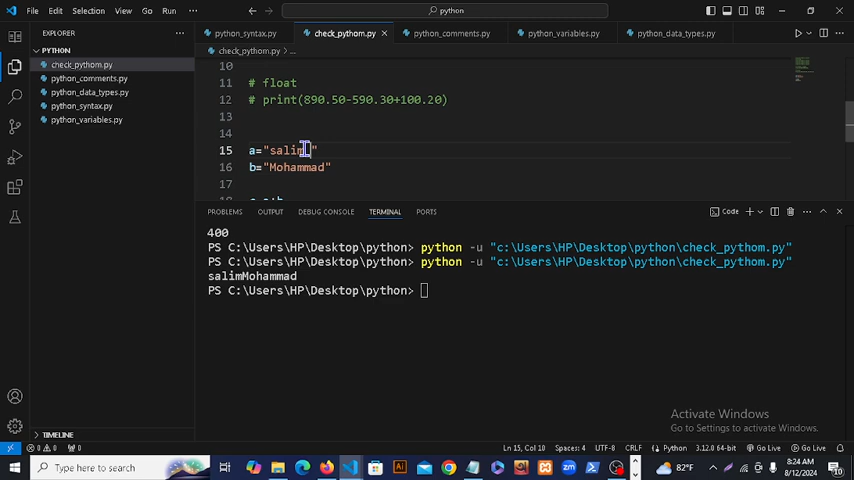 File Edit Selection View Go Run ···
python
EXPLORER ···
PYTHON
check_pythom.py
python_comments.py
python_data_types.py
python_syntax.py
python_variables.py
TIMELINE
python_syntax.py check_pythom.py python_comments.py python_variables.py python_data_types.py
check_pythom.py > ...
10
11 # float
12 # print(890.50-590.30+100.20)
13
14
15 a="salim "
16 b="Mohammad"
17
PROBLEMS OUTPUT DEBUG CONSOLE TERMINAL PORTS
Code
400
PS C:\Users\HP\Desktop\python> python -u "c:\Users\HP\Desktop\python\check_pythom.py"
PS C:\Users\HP\Desktop\python> python -u "c:\Users\HP\Desktop\python\check_pythom.py"
salimMohammad
PS C:\Users\HP\Desktop\python>
Activate Windows
Go to Settings to activate Windows.
0 0 0 Ln 15, Col 10 Spaces: 4 UTF-8 CRLF Python 3.12.0 64-bit Go Live Go Live
Type here to search
82°F
8:24 AM
8/12/2024